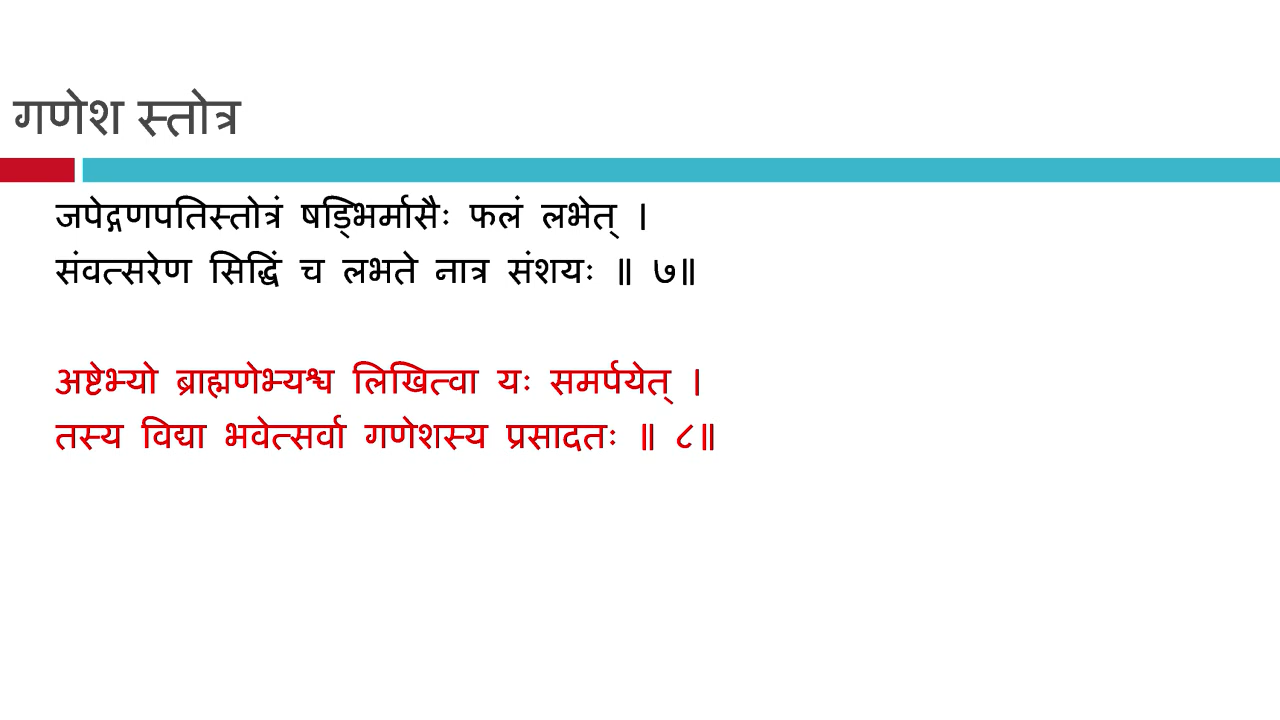 गणेश स्तोत्र
जपेद्गणपतिस्तोत्रं षड्भिर्मासैः फलं लभेत् ।
संवत्सरेण सिद्धिं च लभते नात्र संशयः ॥ ७॥
अष्टेभ्यो ब्राह्मणेभ्यश्च लिखित्वा यः समर्पयेत् ।
तस्य विद्या भवेत्सर्वा गणेशस्य प्रसादतः ॥ ८॥